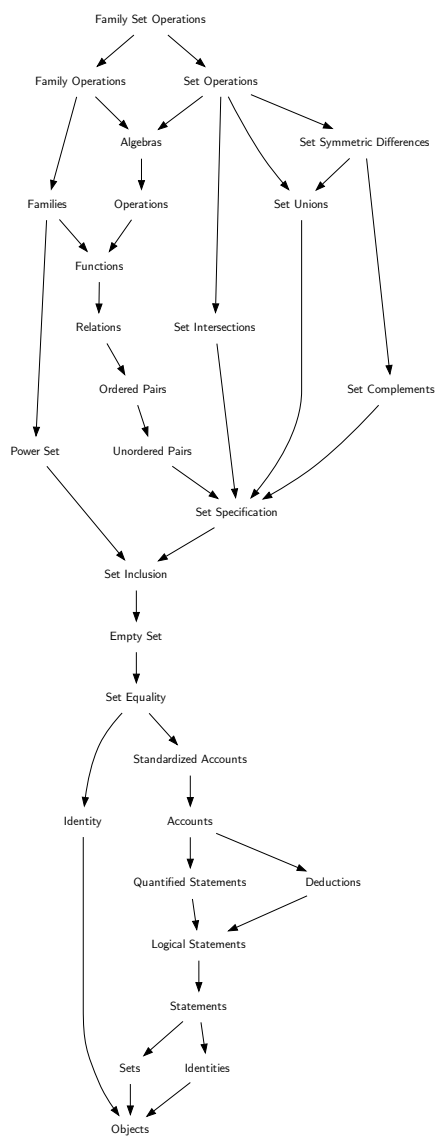 Family Set Operations
Family Operations
Set Operations
Algebras
Set Symmetric Differences
Families
Operations
Set Unions
Functions
Relations
Set Intersections
Ordered Pairs
Set Complements
Power Set
Unordered Pairs
Set Specification
Set Inclusion
Empty Set
Set Equality
Standardized Accounts
Identity
Accounts
Quantified Statements
Deductions
Logical Statements
Statements
Sets
Identities
Objects